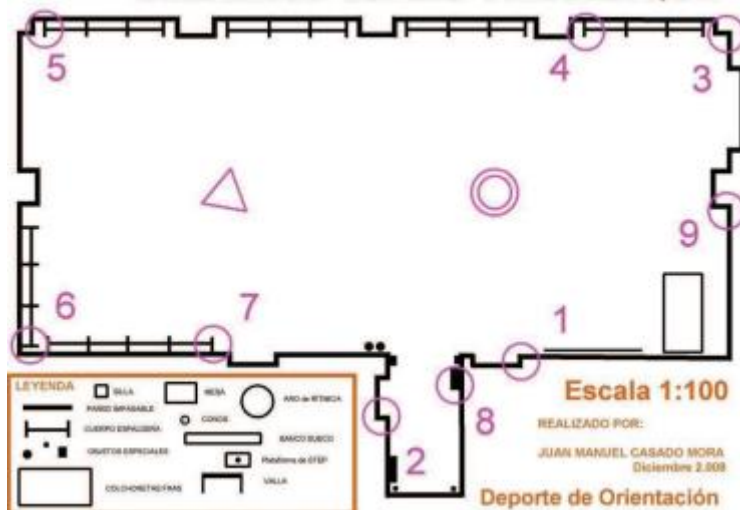 5
4
3
9
6
7
1
8
2
LEYENDA
SILLA
MESA
ARO de RÍTMICA
PARED IMPASABLE
CONOS
CUERPO ESPALDERA
BANCO SUECO
OBJETOS ESPECIALES
Plataforma de STEP
COLCHONETAS FINAS
VALLA
Escala 1:100
REALIZADO POR:
JUAN MANUEL CASADO MORA
Diciembre 2.008
Deporte de Orientación